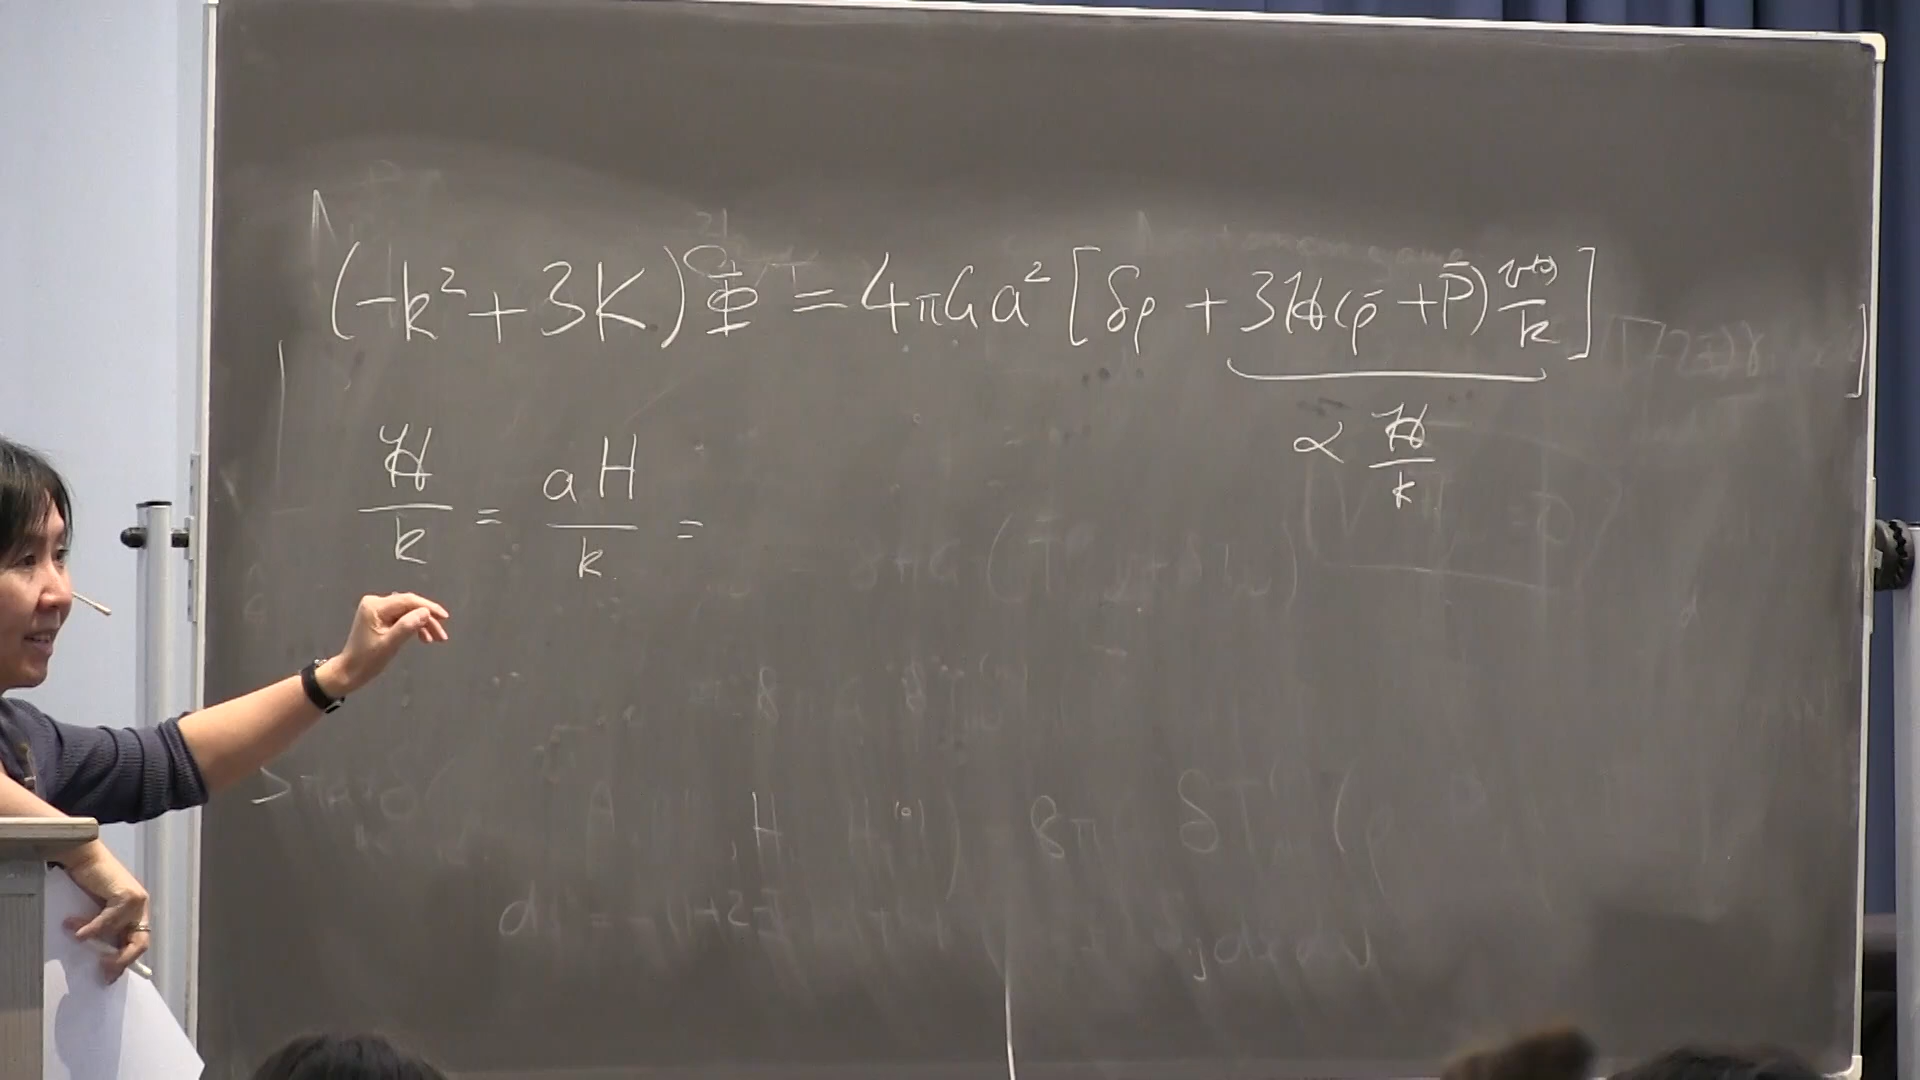 (-k² + 3K) Φ = 4πGa² [δρ + 3ℋ(ρ̄ + P̄) v⁽⁰⁾/k]
∝ ℋ/k
ℋ/k = aH/k =